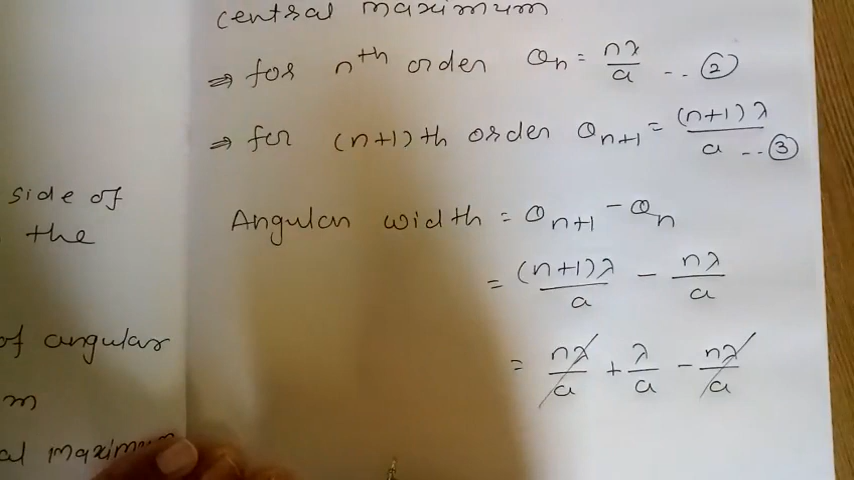 side of
the
of angular
m
al maximum
central maximum
⇒ for nth order θn = nλ/a -- ②
⇒ for (n+1)th order θn+1 = (n+1)λ/a -- ③
Angular width = θn+1 - θn
= (n+1)λ/a - nλ/a
= nλ/a + λ/a - nλ/a